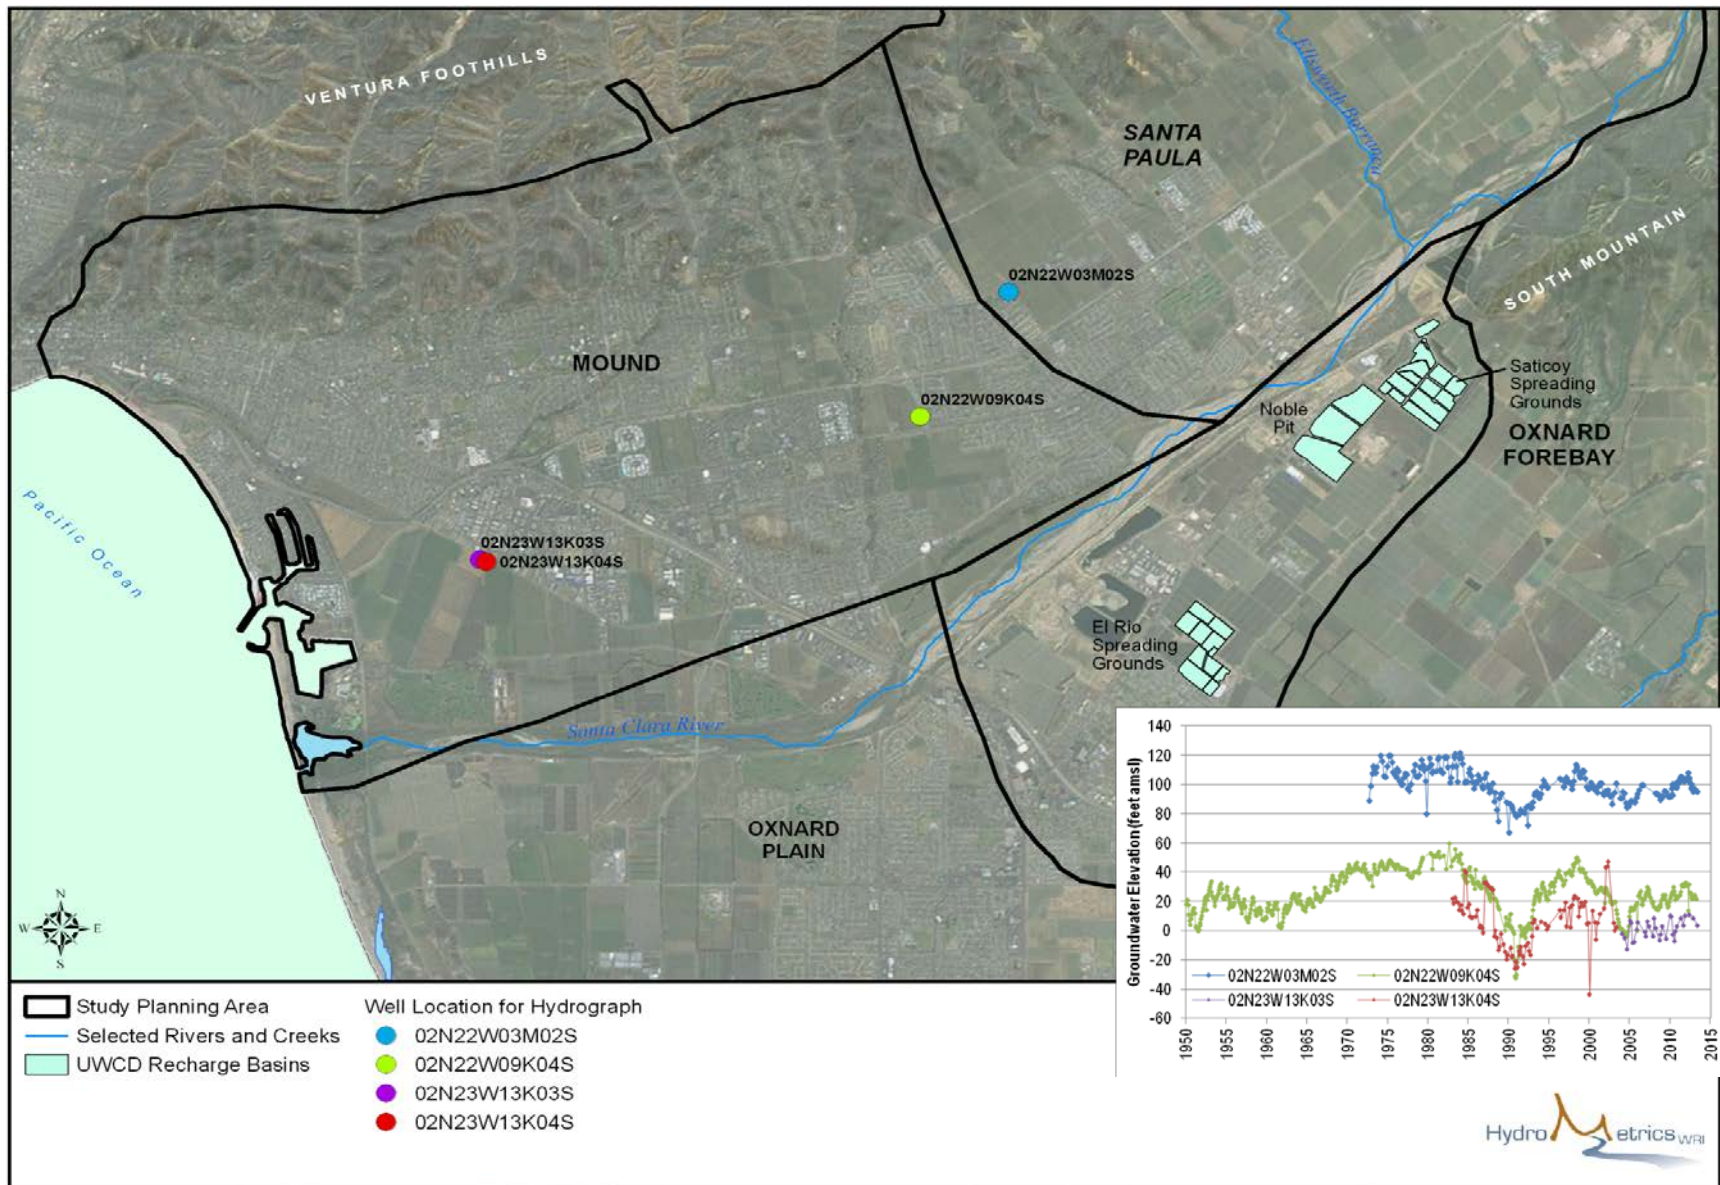 VENTURA FOOTHILLS
SANTA
PAULA
Ellsworth Barranca
SOUTH MOUNTAIN
02N22W03M02S
MOUND
02N22W09K04S
Saticoy
Spreading
Grounds
Noble
Pit
OXNARD
FOREBAY
Pacific Ocean
02N23W13K03S
02N23W13K04S
El Rio
Spreading
Grounds
Santa Clara River
OXNARD
PLAIN
N
W E
S
Groundwater Elevation (feet amsl)
140
120
100
80
60
40
20
0
-20
-40
-60
02N22W03M02S 02N22W09K04S
02N23W13K03S 02N23W13K04S
1950 1955 1960 1965 1970 1975 1980 1985 1990 1995 2000 2005 2010 2015
Study Planning Area
Selected Rivers and Creeks
UWCD Recharge Basins
Well Location for Hydrograph
02N22W03M02S
02N22W09K04S
02N23W13K03S
02N23W13K04S
HydroMetrics WRI